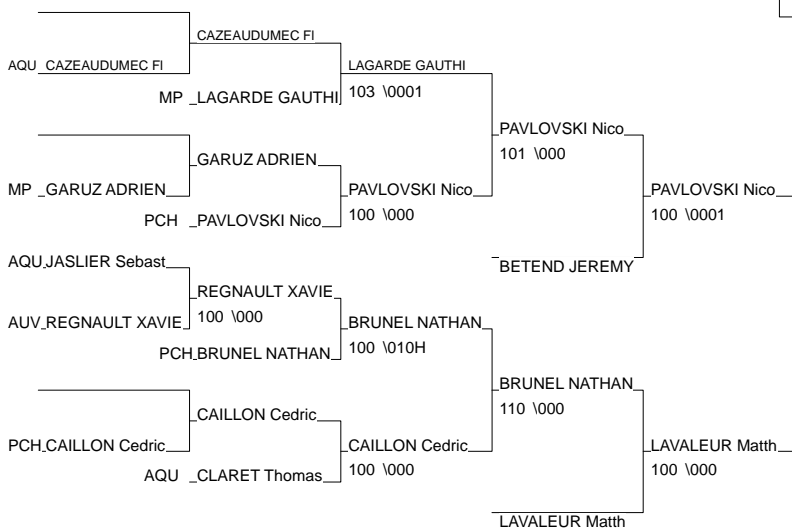 CAZEAUDUMEC FI
AQU CAZEAUDUMEC FI
LAGARDE GAUTHI
103 \0001
MP LAGARDE GAUTHI
PAVLOVSKI Nico
101 \000
GARUZ ADRIEN
MP GARUZ ADRIEN
PAVLOVSKI Nico
100 \000
PAVLOVSKI Nico
100 \0001
PCH PAVLOVSKI Nico
AQU JASLIER Sebast
BETEND JEREMY
REGNAULT XAVIE
100 \000
AUV REGNAULT XAVIE
BRUNEL NATHAN
100 \010H
PCH BRUNEL NATHAN
BRUNEL NATHAN
110 \000
CAILLON Cedric
PCH CAILLON Cedric
CAILLON Cedric
100 \000
LAVALEUR Matth
100 \000
AQU CLARET Thomas
LAVALEUR Matth